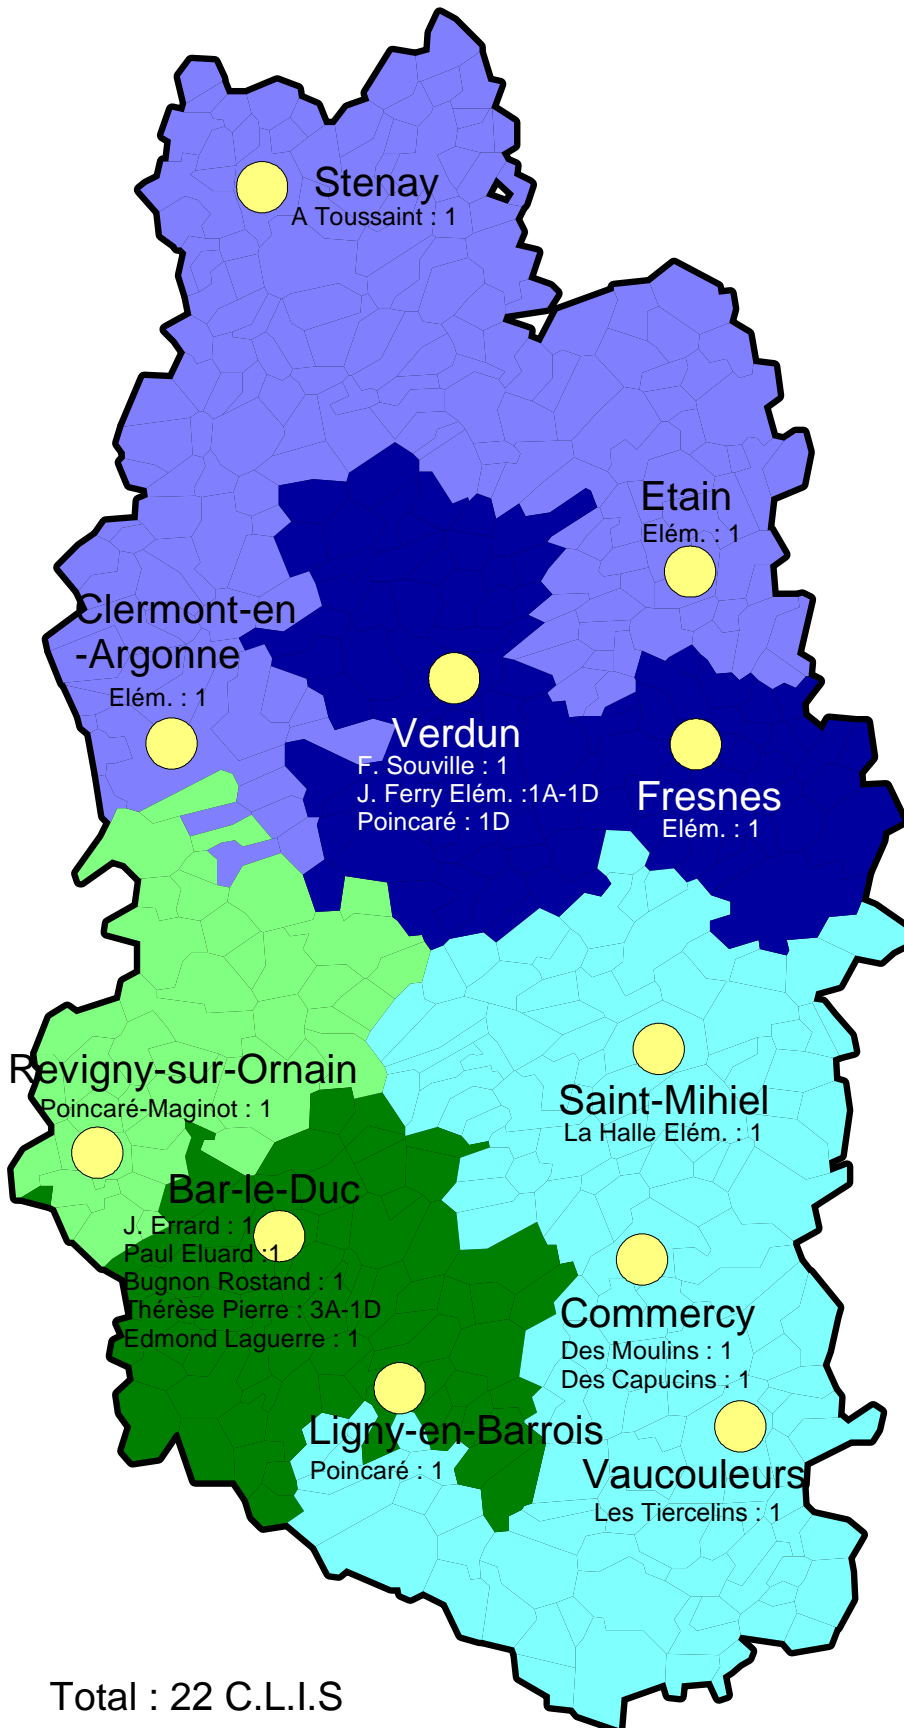 Stenay
A Toussaint : 1
Etain
Elém. : 1
Clermont-en
-Argonne
Elém. : 1
Verdun
F. Souville : 1
J. Ferry Elém. :1A-1D
Poincaré : 1D
Fresnes
Elém. : 1
Revigny-sur-Ornain
Poincaré-Maginot : 1
Saint-Mihiel
La Halle Elém. : 1
Bar-le-Duc
J. Errard : 1
Paul Eluard :1
Bugnon Rostand : 1
Thérèse Pierre : 3A-1D
Edmond Laguerre : 1
Commercy
Des Moulins : 1
Des Capucins : 1
Ligny-en-Barrois
Poincaré : 1
Vaucouleurs
Les Tiercelins : 1
Total : 22 C.L.I.S